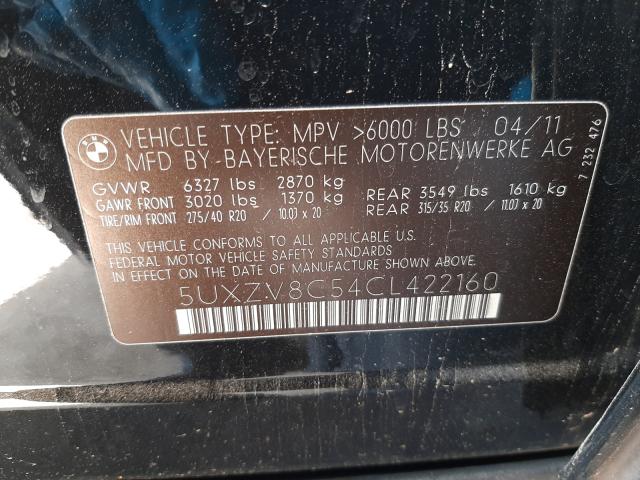 BMW
VEHICLE TYPE: MPV >6000 LBS 04/11
MFD BY-BAYERISCHE MOTORENWERKE AG
GVWR 6327 lbs 2870 kg
GAWR FRONT 3020 lbs 1370 kg REAR 3549 lbs 1610 kg
TIRE/RIM FRONT 275/40 R20 / 10.0J x 20 REAR 315/35 R20 / 11.0J x 20
THIS VEHICLE CONFORMS TO ALL APPLICABLE U.S.
FEDERAL MOTOR VEHICLE SAFETY STANDARDS
IN EFFECT ON THE DATE OF MANUFACTURE SHOWN ABOVE.
5UXZV8C54CL422160
7 232 476